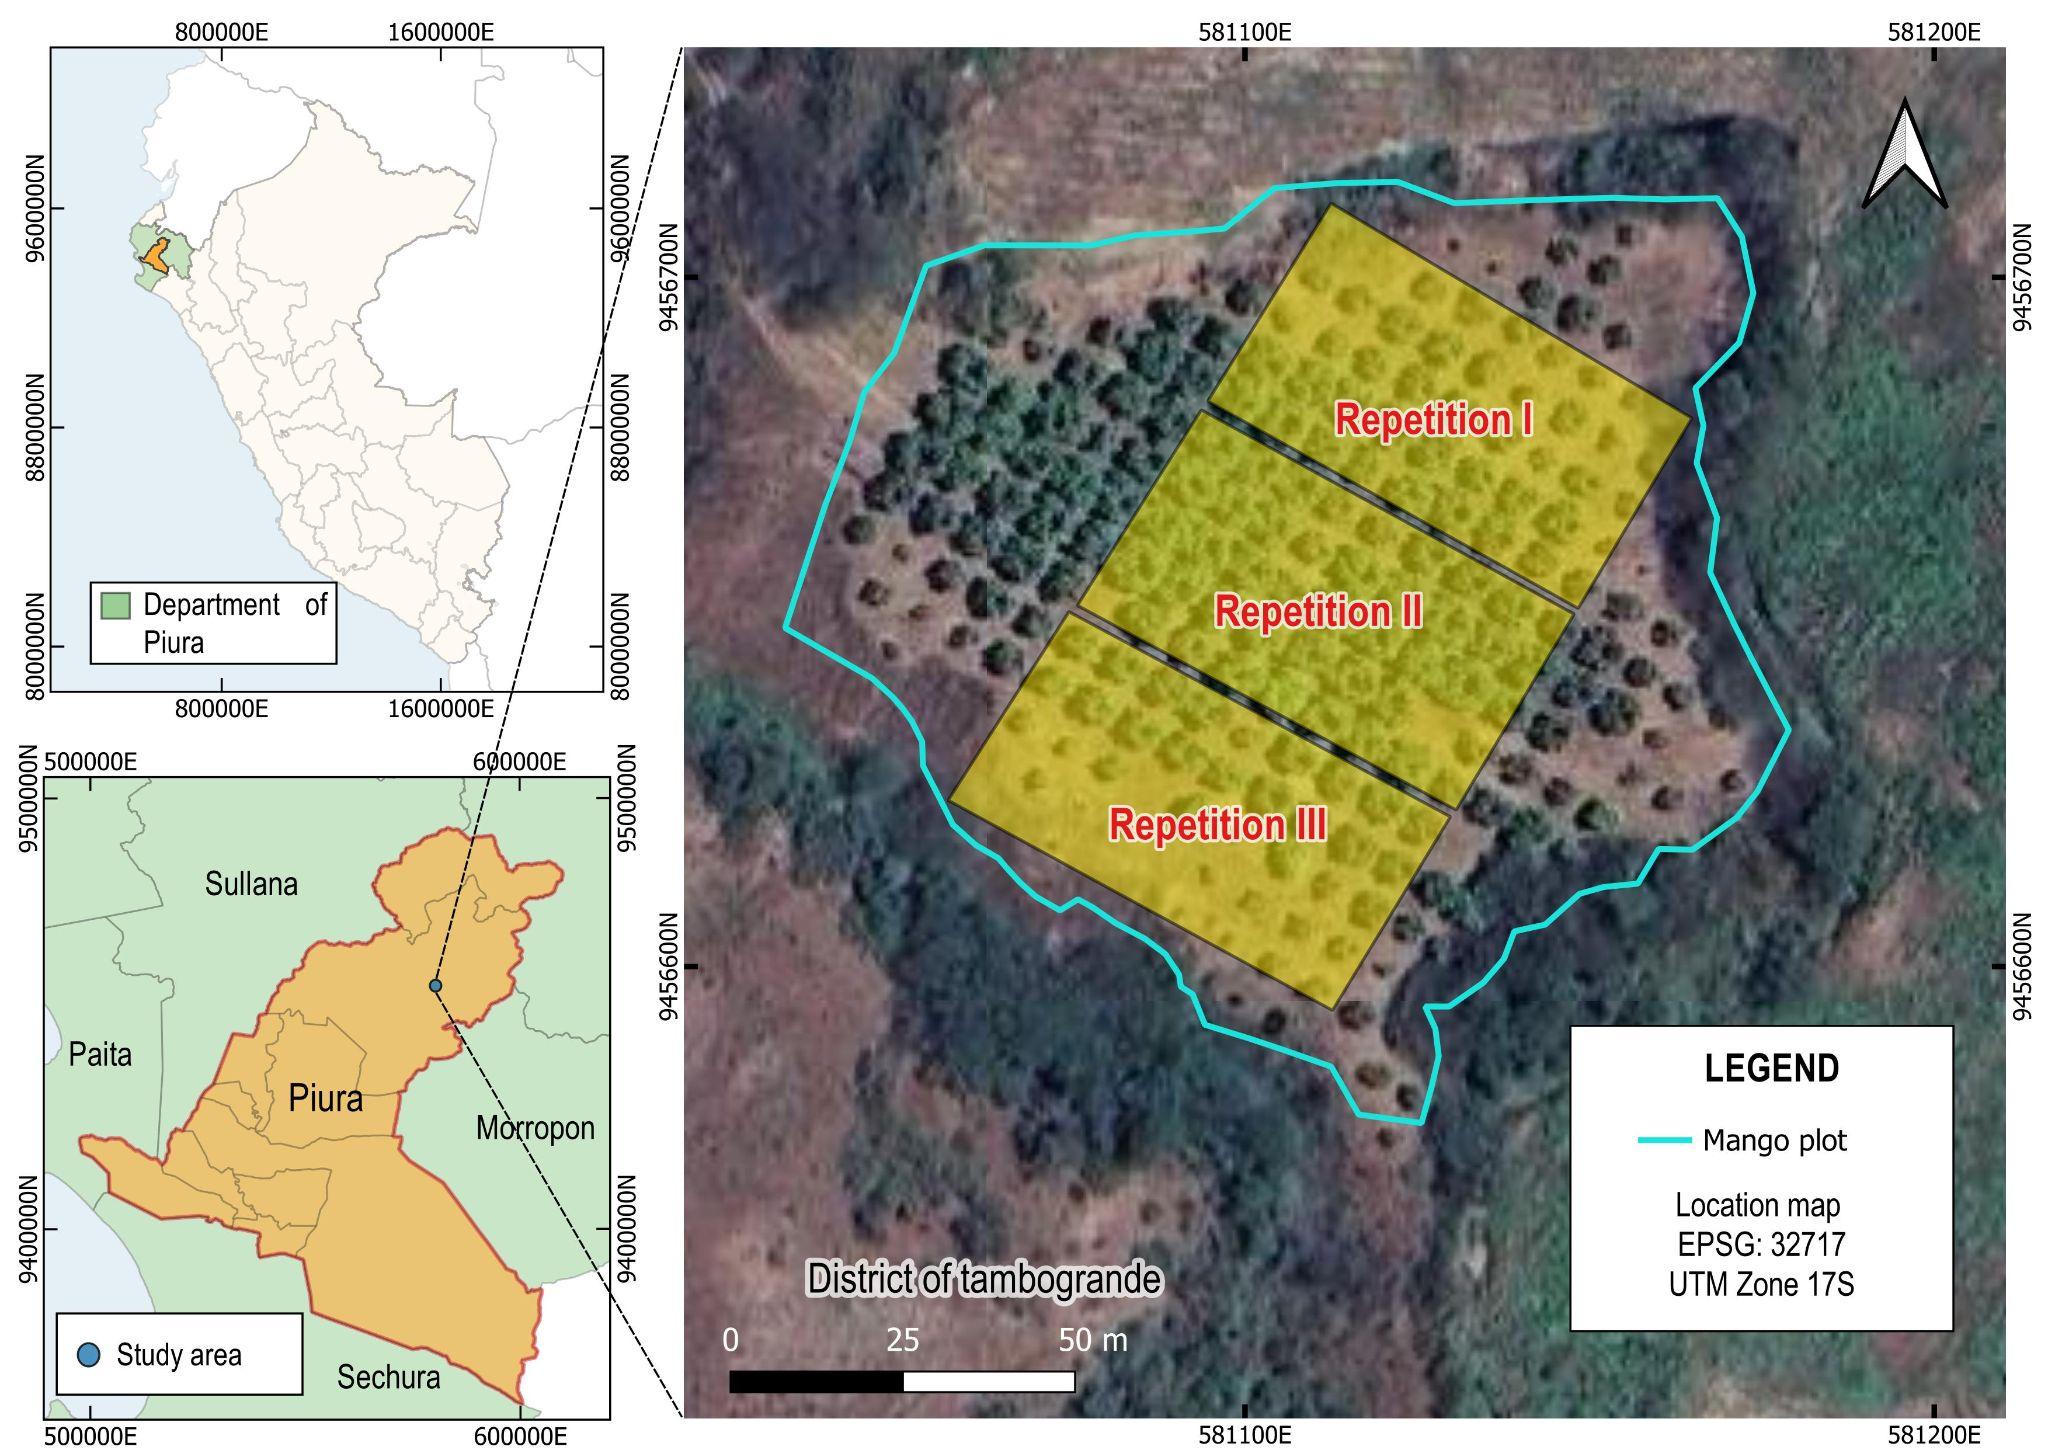 800000E 1600000E
9600000N
9600000N
8800000N
8800000N
8000000N
8000000N
Department of
Piura
800000E 1600000E
500000E 600000E
9500000N
9500000N
Sullana
Paita
Piura
Morropon
9400000N
9400000N
Study area
Sechura
500000E 600000E
581100E 581200E
9456700N
9456700N
Repetition I
Repetition II
Repetition III
9456600N
9456600N
District of tambogrande
0 25 50 m
LEGEND
Mango plot
Location map
EPSG: 32717
UTM Zone 17S
581100E 581200E